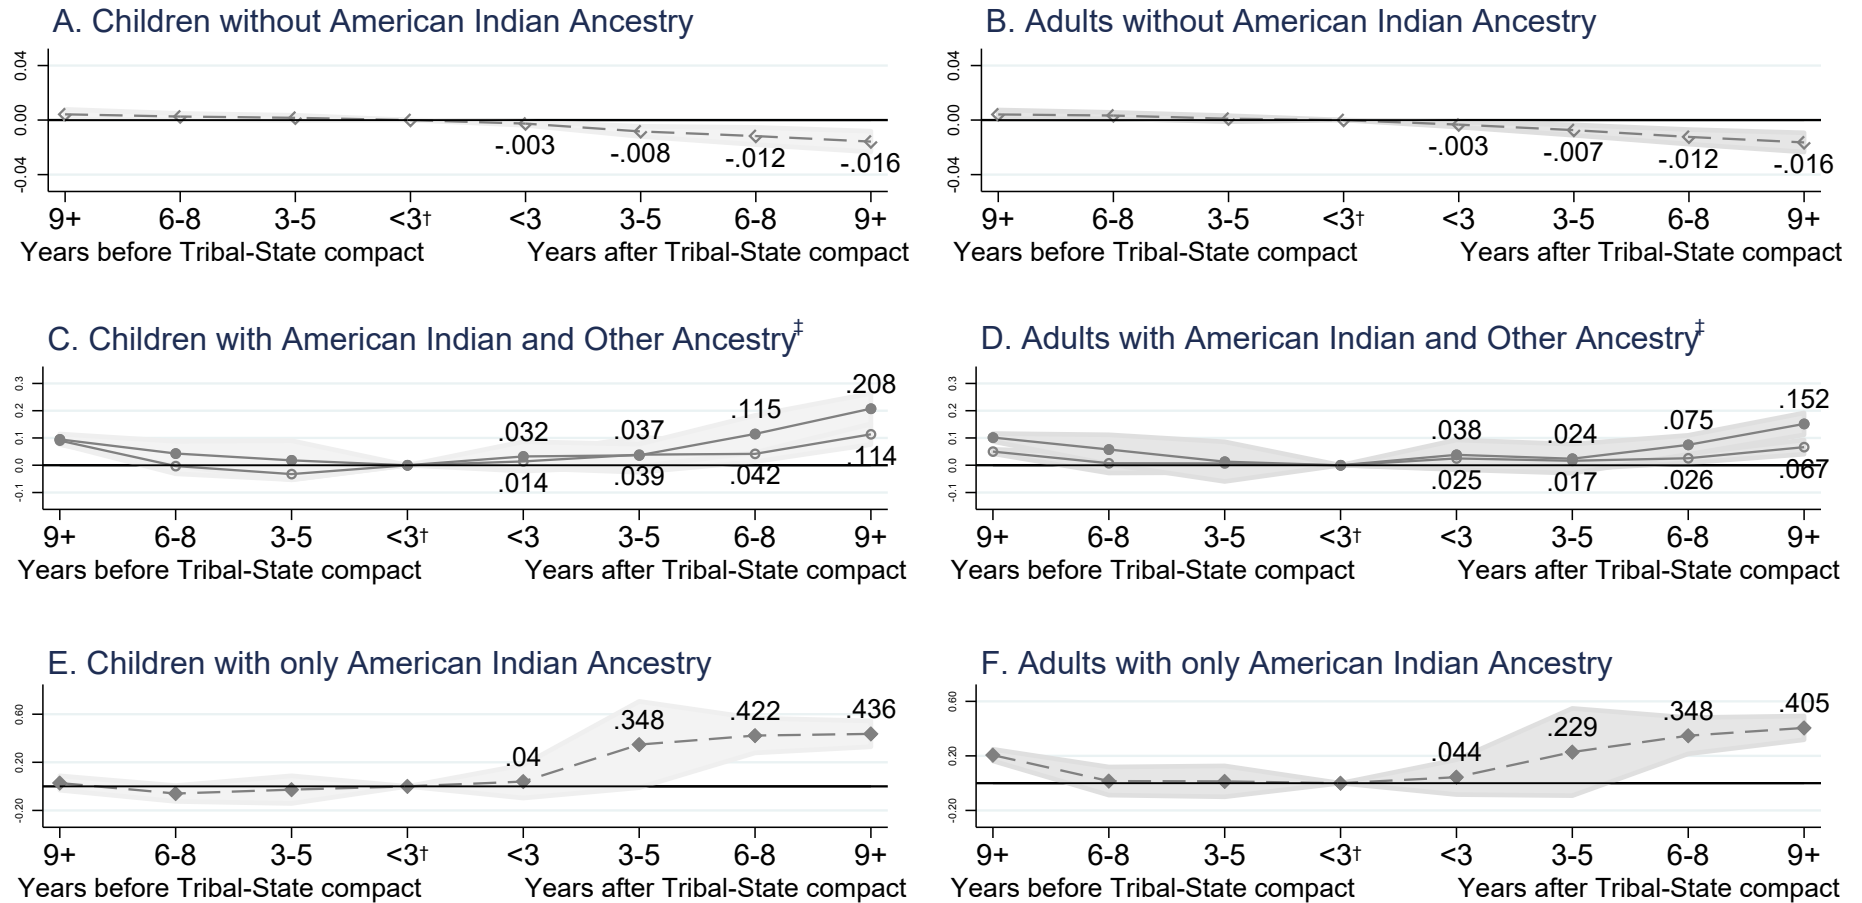 A. Children without American Indian Ancestry
0.04
0.00
-0.04
-.003
-.008
-.012
-.016
9+ 6-8 3-5 <3† <3 3-5 6-8 9+
Years before Tribal-State compact Years after Tribal-State compact
B. Adults without American Indian Ancestry
0.04
0.00
-0.04
-.003
-.007
-.012
-.016
9+ 6-8 3-5 <3† <3 3-5 6-8 9+
Years before Tribal-State compact Years after Tribal-State compact
C. Children with American Indian and Other Ancestry‡
0.3
0.2
0.1
0.0
-0.1
.032 .037 .115 .208
.014 .039 .042 .114
9+ 6-8 3-5 <3† <3 3-5 6-8 9+
Years before Tribal-State compact Years after Tribal-State compact
D. Adults with American Indian and Other Ancestry‡
0.3
0.2
0.1
0.0
-0.1
.038 .024 .075 .152
.025 .017 .026 .067
9+ 6-8 3-5 <3† <3 3-5 6-8 9+
Years before Tribal-State compact Years after Tribal-State compact
E. Children with only American Indian Ancestry
0.60
0.20
-0.20
.04 .348 .422 .436
9+ 6-8 3-5 <3† <3 3-5 6-8 9+
Years before Tribal-State compact Years after Tribal-State compact
F. Adults with only American Indian Ancestry
0.60
0.20
-0.20
.044 .229 .348 .405
9+ 6-8 3-5 <3† <3 3-5 6-8 9+
Years before Tribal-State compact Years after Tribal-State compact